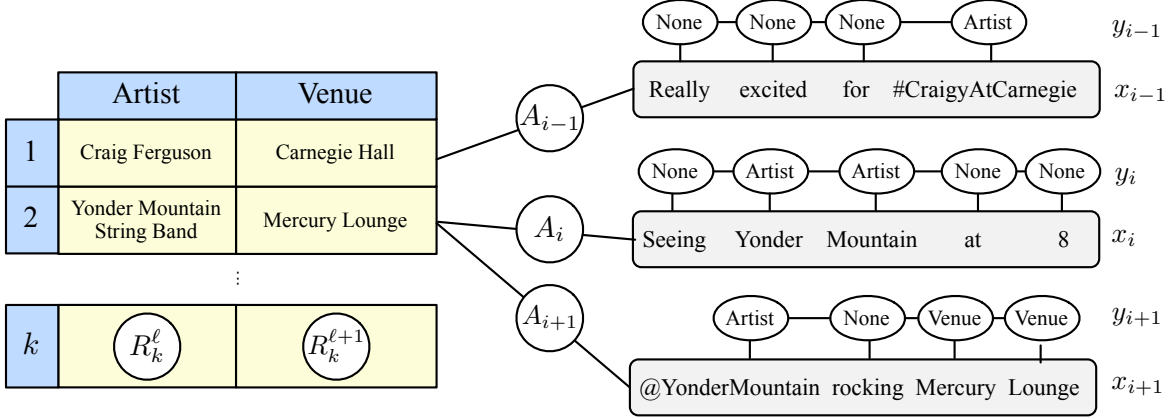 None None None Artist y_{i−1}
Really excited for #CraigyAtCarnegie x_{i−1}
Artist Venue
A_{i−1}
1 Craig Ferguson Carnegie Hall
None Artist Artist None None y_i
2 Yonder Mountain
String Band
Mercury Lounge
A_i
Seeing Yonder Mountain at 8 x_i
⋮
A_{i+1}
Artist None Venue Venue y_{i+1}
k R_k^ℓ R_k^{ℓ+1}
@YonderMountain rocking Mercury Lounge x_{i+1}